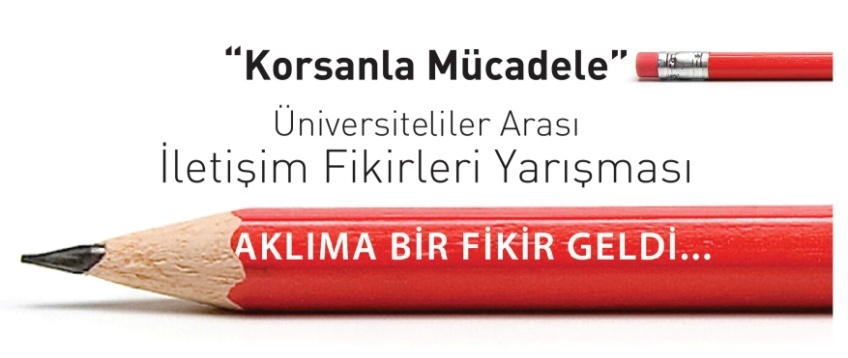 “Korsanla Mücadele”
Üniversiteliler Arası
İletişim Fikirleri Yarışması
AKLIMA BİR FİKİR GELDİ...